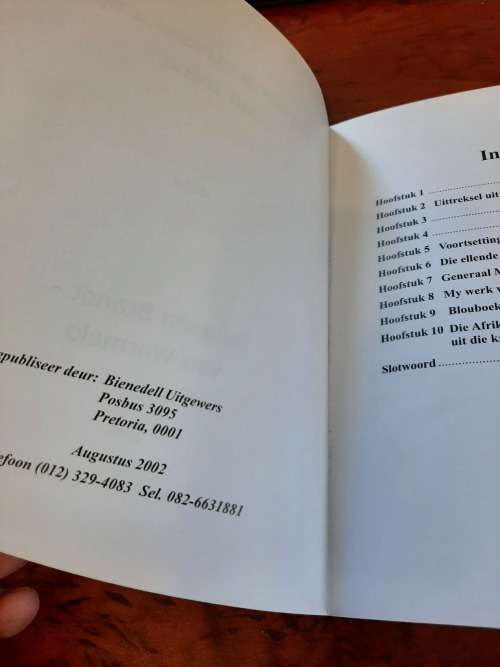 epubliseer deur: Bienedell Uitgewers
Posbus 3095
Pretoria, 0001
Augustus 2002
efoon (012) 329-4083 Sel. 082-6631881
In
Hoofstuk 1 ........................
Hoofstuk 2 Uittreksel uit
Hoofstuk 3 ........................
Hoofstuk 4 ........................
Hoofstuk 5 Voortsetting
Hoofstuk 6 Die ellende
Hoofstuk 7 Generaal M
Hoofstuk 8 My werk v
Hoofstuk 9 Blouboek
Hoofstuk 10 Die Afrik
uit die k
Slotwoord ........................